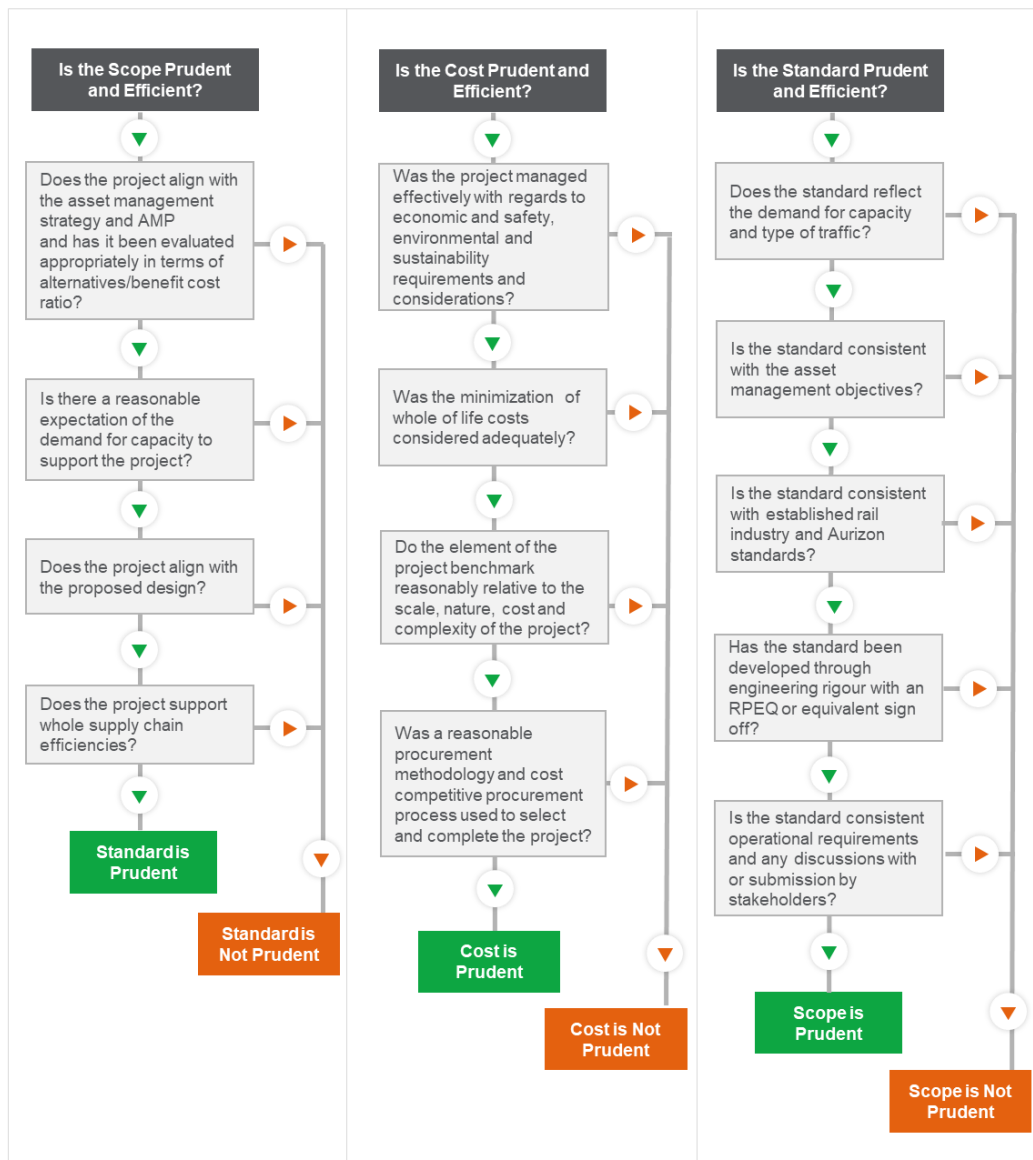 Is the Scope Prudent
and Efficient?
Does the project align with
the asset management
strategy and AMP
and has it been evaluated
appropriately in terms of
alternatives/benefit cost
ratio?
Is there a reasonable
expectation of the
demand for capacity to
support the project?
Does the project align with
the proposed design?
Does the project support
whole supply chain
efficiencies?
Standard is
Prudent
Standard is
Not Prudent
Is the Cost Prudent and
Efficient?
Was the project managed
effectively with regards to
economic and safety,
environmental and
sustainability
requirements and
considerations?
Was the minimization of
whole of life costs
considered adequately?
Do the element of the
project benchmark
reasonably relative to the
scale, nature, cost and
complexity of the project?
Was a reasonable
procurement
methodology and cost
competitive procurement
process used to select
and complete the project?
Cost is
Prudent
Cost is Not
Prudent
Is the Standard Prudent
and Efficient?
Does the standard reflect
the demand for capacity
and type of traffic?
Is the standard consistent
with the asset
management objectives?
Is the standard consistent
with established rail
industry and Aurizon
standards?
Has the standard been
developed through
engineering rigour with an
RPEQ or equivalent sign
off?
Is the standard consistent
operational requirements
and any discussions with
or submission by
stakeholders?
Scope is
Prudent
Scope is Not
Prudent